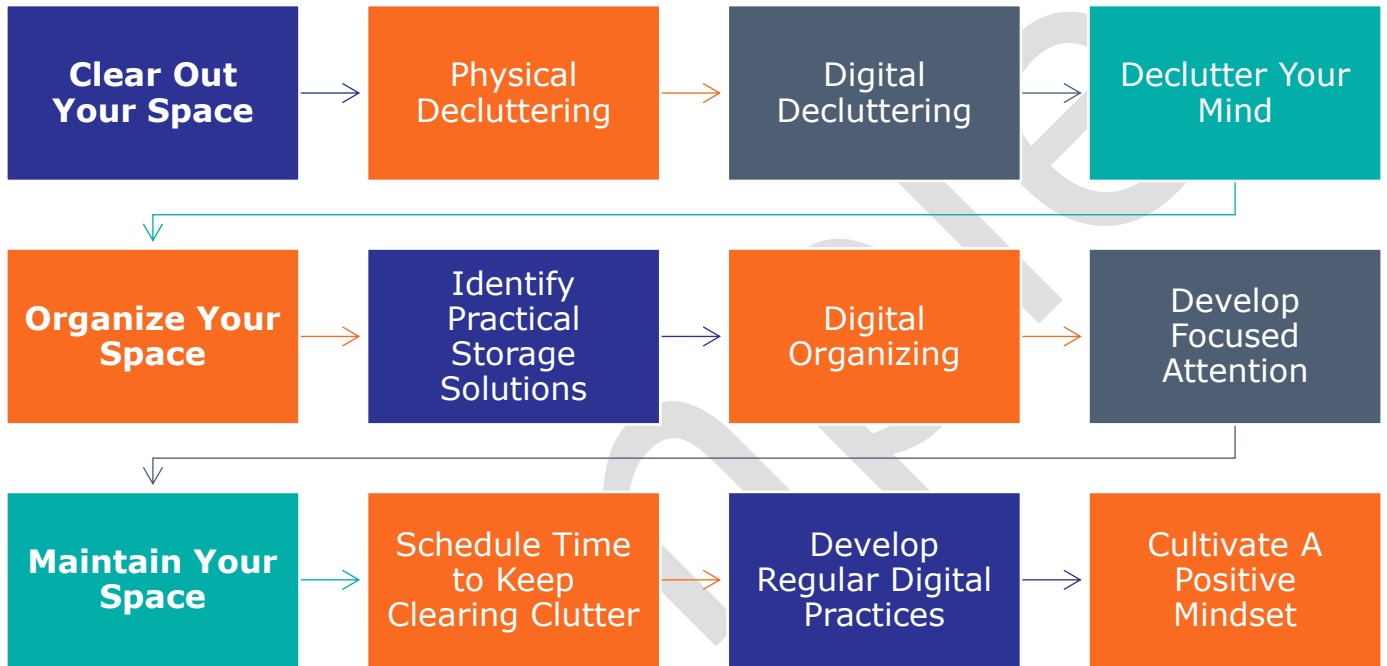 Clear Out
Your Space
Physical
Decluttering
Digital
Decluttering
Declutter Your
Mind
Organize Your
Space
Identify
Practical
Storage
Solutions
Digital
Organizing
Develop
Focused
Attention
Maintain Your
Space
Schedule Time
to Keep
Clearing Clutter
Develop
Regular Digital
Practices
Cultivate A
Positive
Mindset